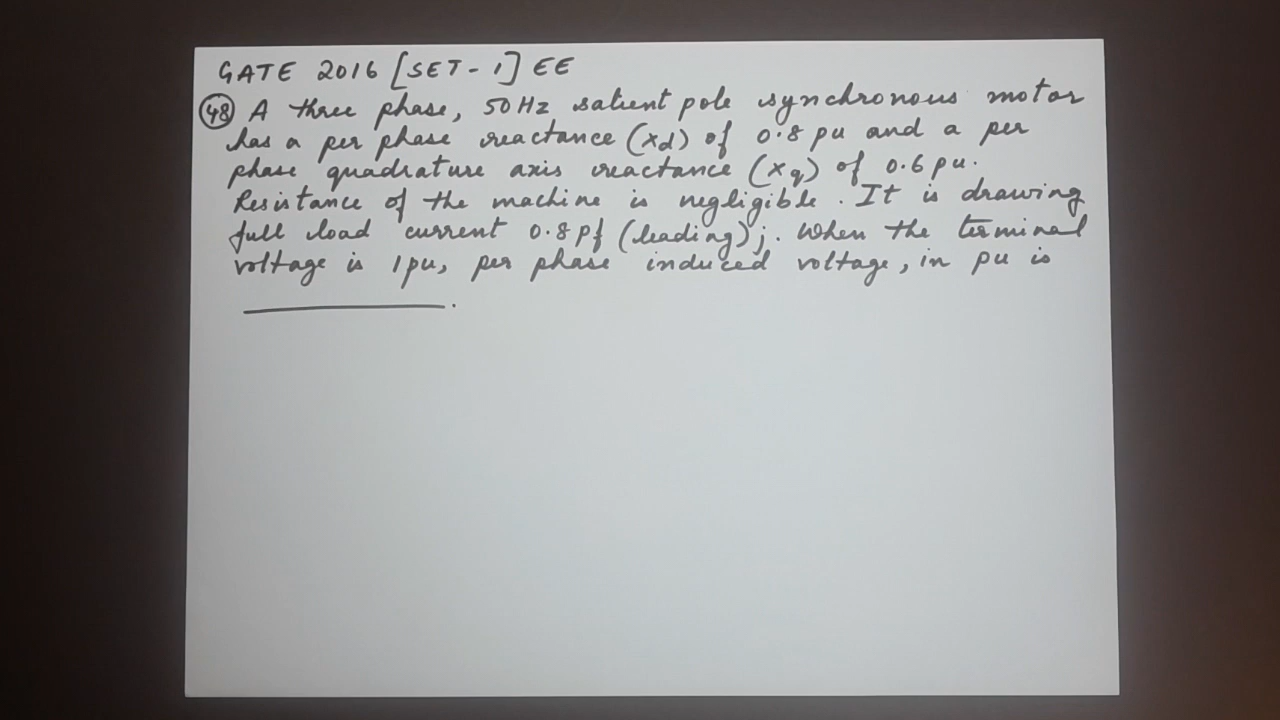 GATE 2016 [SET-1] EE
(48) A three phase, 50 Hz salient pole synchronous motor
has a per phase reactance (xd) of 0.8 pu and a per
phase quadrature axis reactance (xq) of 0.6 pu.
Resistance of the machine is negligible. It is drawing
full load current 0.8 pf (leading);. When the terminal
voltage is 1pu, per phase induced voltage, in pu is
________.